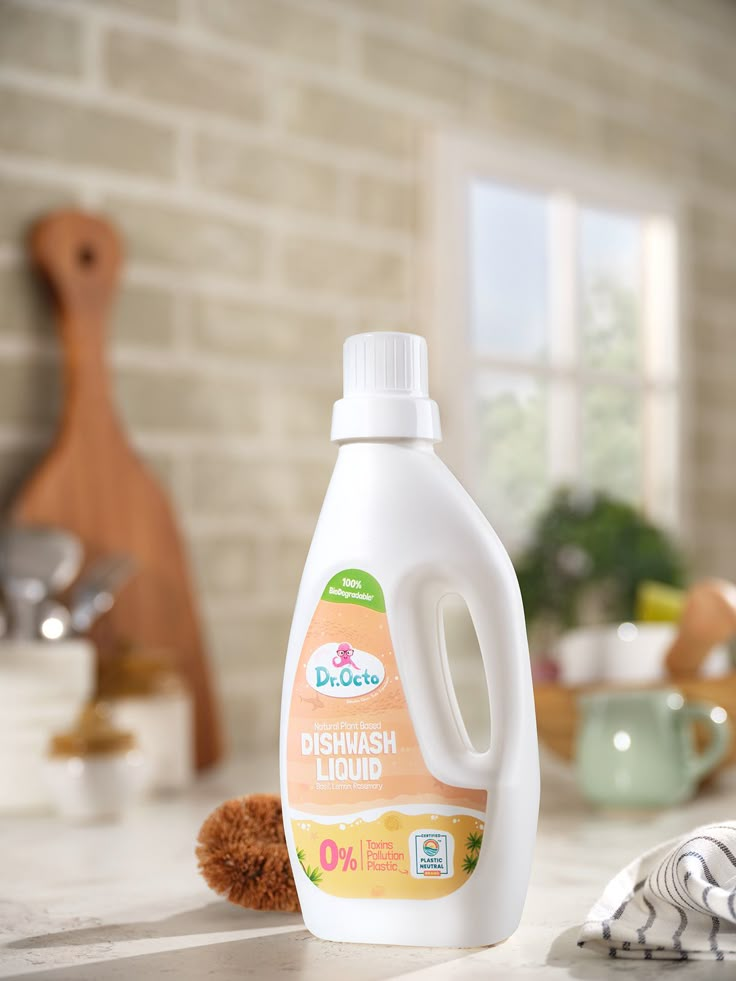 100%
BioDegradable
Dr.Octo
Natural Plant Based
DISHWASH
LIQUID
0%
Toxins
Pollution
Plastic
CERTIFIED
PLASTIC
NEUTRAL